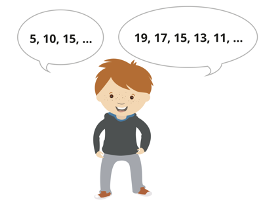 5, 10, 15, ...
19, 17, 15, 13, 11, ...